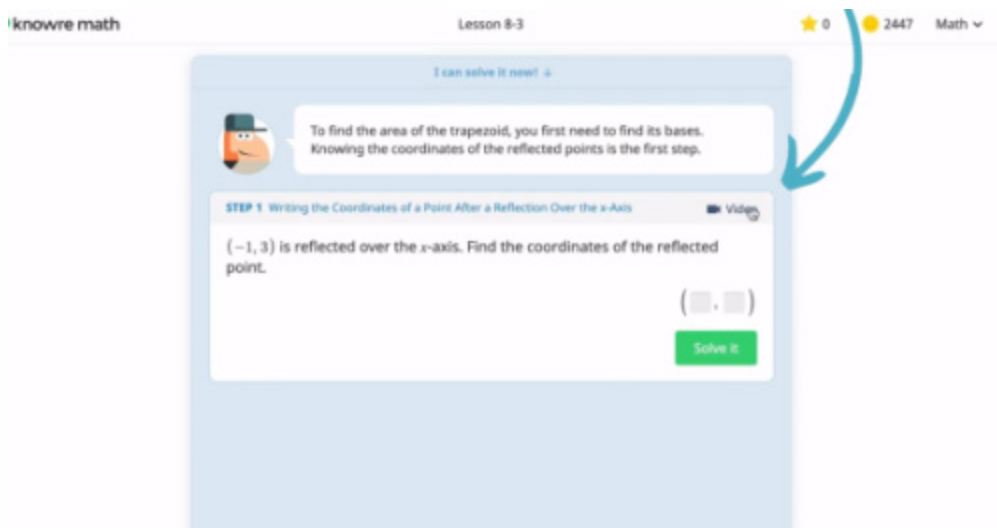 knowre math
Lesson 8-3
0
2447
Math
I can solve it now!
To find the area of the trapezoid, you first need to find its bases.
Knowing the coordinates of the reflected points is the first step.
STEP 1 Writing the Coordinates of a Point After a Reflection Over the x-Axis
Video
(−1, 3) is reflected over the x-axis. Find the coordinates of the reflected
point.
( , )
Solve it